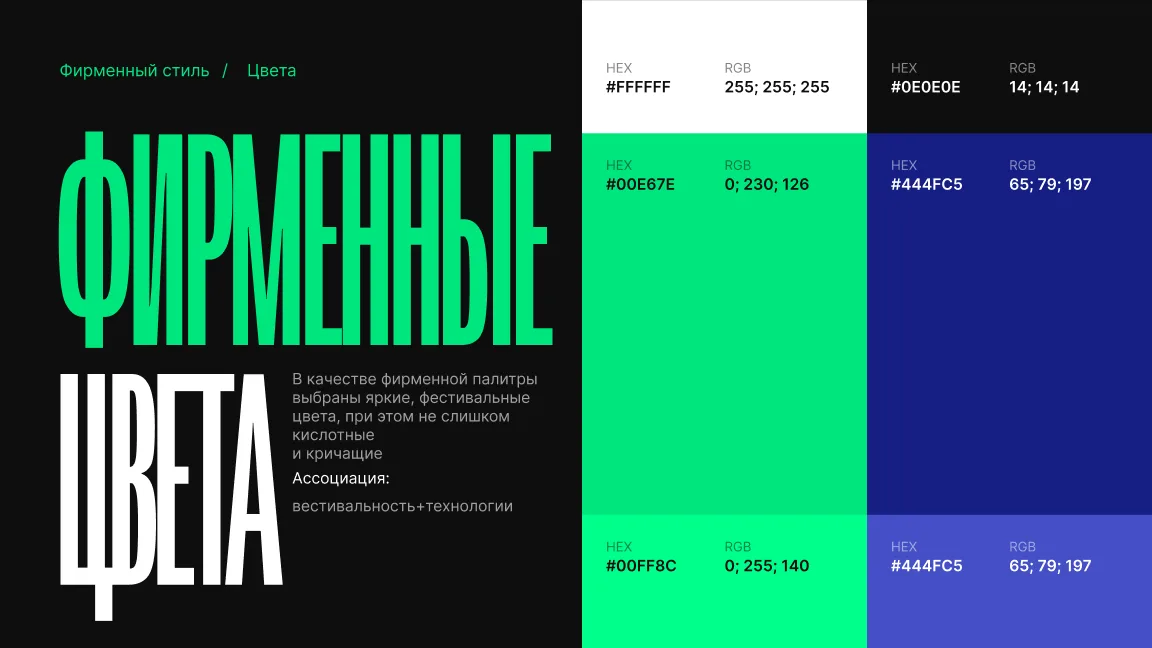 Фирменный стиль / Цвета
ФИРМЕННЫЕ
ЦВЕТА
В качестве фирменной палитры
выбраны яркие, фестивальные
цвета, при этом не слишком
кислотные
и кричащие
Ассоциация:
вестивальность+технологии
HEX RGB
#FFFFFF 255; 255; 255
HEX RGB
#0E0E0E 14; 14; 14
HEX RGB
#00E67E 0; 230; 126
HEX RGB
#444FC5 65; 79; 197
HEX RGB
#00FF8C 0; 255; 140
HEX RGB
#444FC5 65; 79; 197